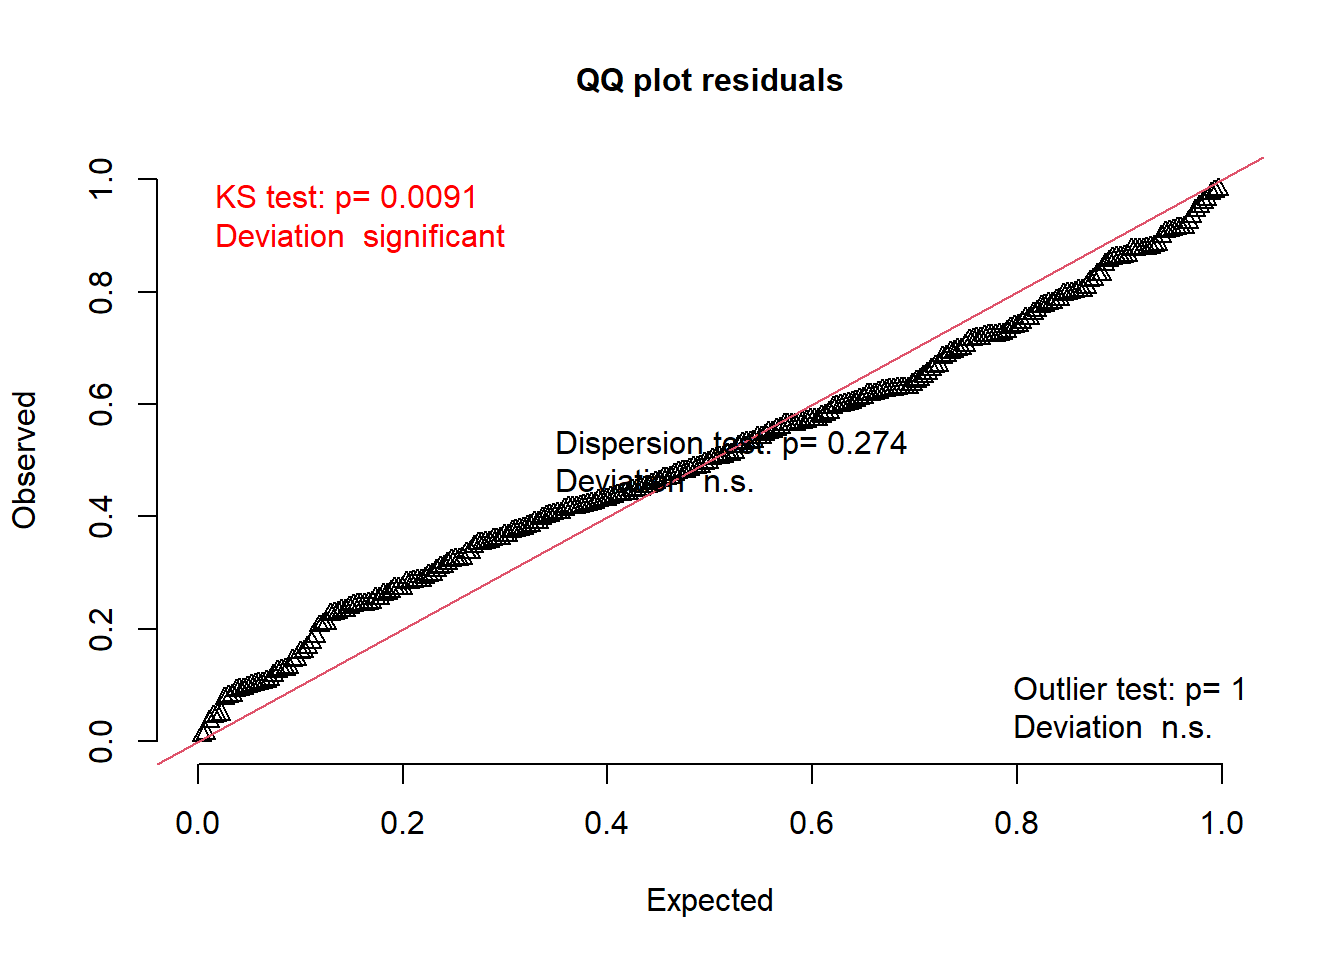 QQ plot residuals
KS test: p= 0.0091
Deviation  significant
Dispersion test: p= 0.274
Deviation  n.s.
Outlier test: p= 1
Deviation  n.s.
Observed
1.0
0.8
0.6
0.4
0.2
0.0
0.0 0.2 0.4 0.6 0.8 1.0
Expected